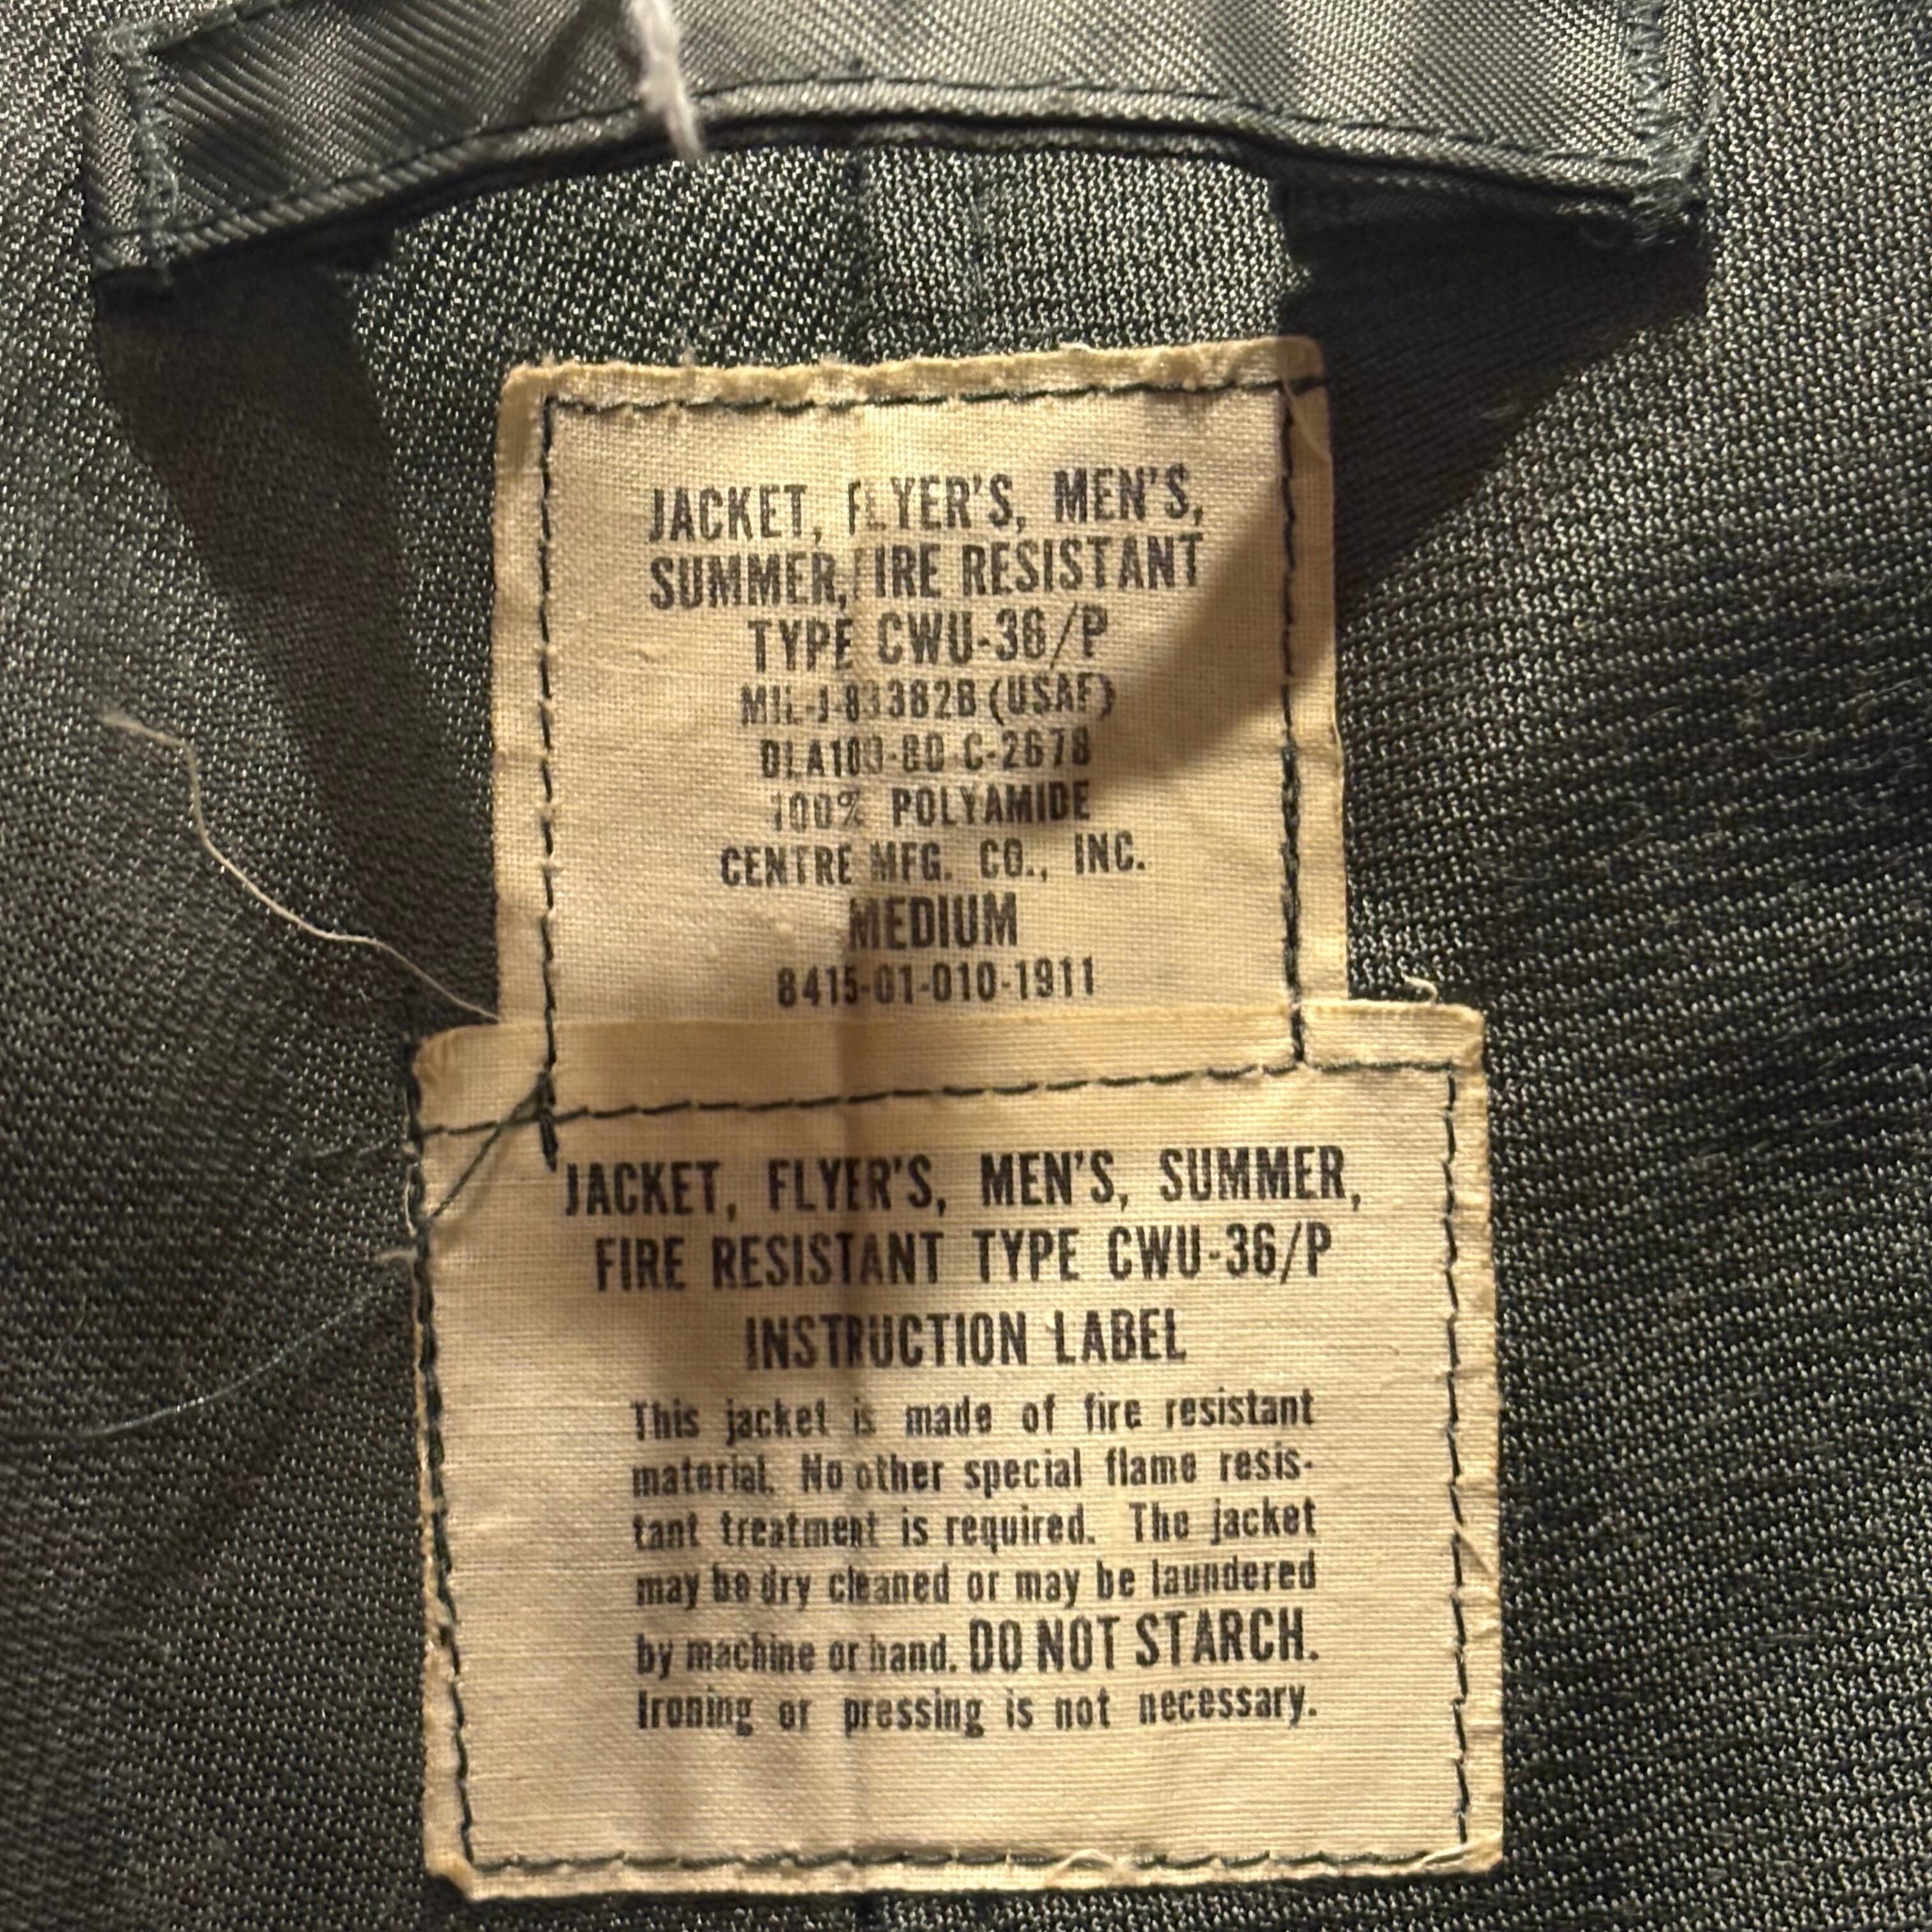 JACKET, FLYER'S, MEN'S,
SUMMER, FIRE RESISTANT
TYPE CWU-36/P
MIL-J-83382B (USAF)
DLA100-80-C-2678
100% POLYAMIDE
CENTRE MFG. CO., INC.
MEDIUM
8415-01-010-1911
JACKET, FLYER'S, MEN'S, SUMMER,
FIRE RESISTANT TYPE CWU-36/P
INSTRUCTION LABEL
This jacket is made of fire resistant
material. No other special flame resis-
tant treatment is required. The jacket
may be dry cleaned or may be laundered
by machine or hand. DO NOT STARCH.
Ironing or pressing is not necessary.